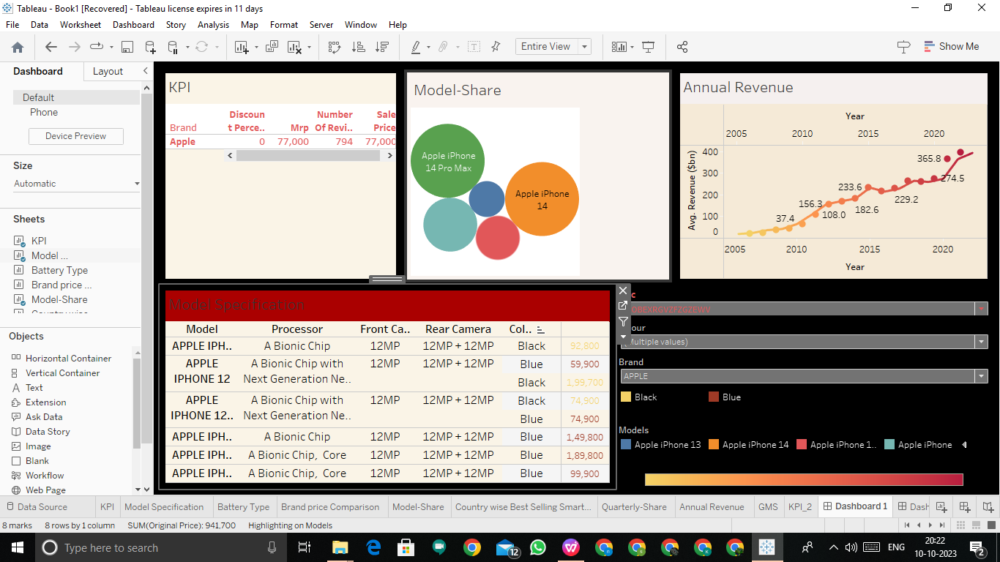 Tableau - Book1 [Recovered] - Tableau license expires in 11 days
File Data Worksheet Dashboard Story Analysis Map Format Server Window Help
Entire View
Show Me
Dashboard Layout
Default
Phone
Device Preview
Size
Automatic
Sheets
KPI
Model ...
Battery Type
Brand price ...
Model-Share
Objects
Horizontal Container
Vertical Container
Text
Extension
Ask Data
Data Story
Image
Blank
Workflow
Web Page
KPI
Discoun Number Sale
Brand t Perce.. Mrp Of Revi.. Price
Apple 0 77,000 794 77,000
Model-Share
Apple iPhone
14 Pro Max
Apple iPhone
14
Annual Revenue
Year
2005 2010 2015 2020
Avg. Revenue ($bn)
400
300
200
100
0
37.4
156.3
108.0
233.6
182.6
229.2
365.8
274.5
2005 2010 2015 2020
Year
Model Specification
Model Processor Front Ca.. Rear Camera Col..
APPLE IPH.. A Bionic Chip 12MP 12MP + 12MP Black 92,800
APPLE A Bionic Chip with 12MP 12MP + 12MP Blue 59,900
IPHONE 12 Next Generation Ne.. Black 1,99,700
APPLE A Bionic Chip with 12MP 12MP + 12MP Black 74,900
IPHONE 12.. Next Generation Ne.. Blue 74,900
APPLE IPH.. A Bionic Chip 12MP 12MP + 12MP Blue 1,49,800
APPLE IPH.. A Bionic Chip, Core 12MP 12MP + 12MP Blue 1,89,800
APPLE IPH.. A Bionic Chip, Core 12MP 12MP + 12MP Blue 99,900
(Multiple values)
Brand
APPLE
Black Blue
Models
Apple iPhone 13 Apple iPhone 14 Apple iPhone 1.. Apple iPhone
Data Source KPI Model Specification Battery Type Brand price Comparison Model-Share Country wise Best Selling Smart... Quarterly-Share Annual Revenue GMS KPI_2 Dashboard 1 Dash
8 marks 8 rows by 1 column SUM(Original Price): 941,700 Highlighting on Models
Type here to search
12
ENG
20:22
10-10-2023
2